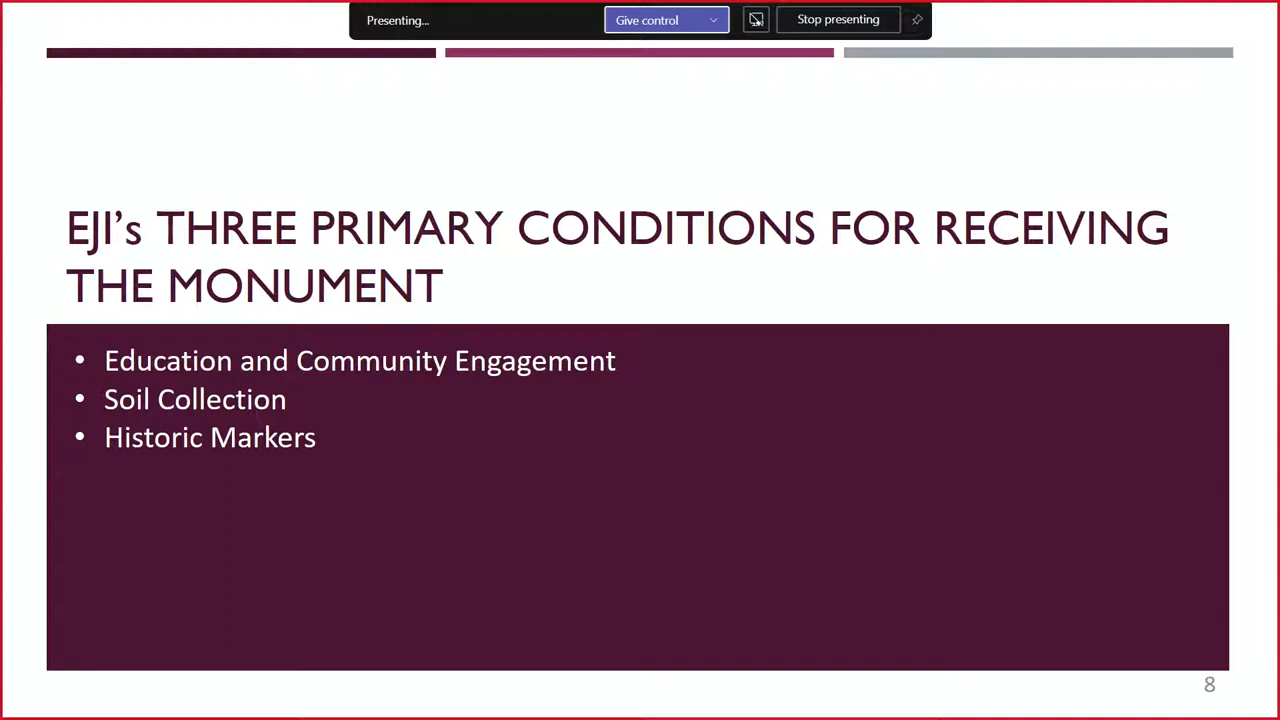 Presenting...
Give control
Stop presenting
EJI’s THREE PRIMARY CONDITIONS FOR RECEIVING
THE MONUMENT
• Education and Community Engagement
• Soil Collection
• Historic Markers
8